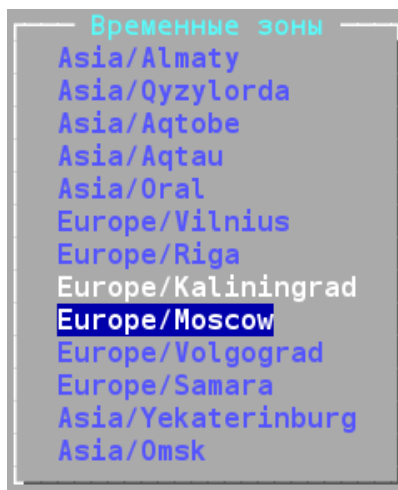 Временные зоны
Asia/Almaty
Asia/Qyzylorda
Asia/Aqtobe
Asia/Aqtau
Asia/Oral
Europe/Vilnius
Europe/Riga
Europe/Kaliningrad
Europe/Moscow
Europe/Volgograd
Europe/Samara
Asia/Yekaterinburg
Asia/Omsk